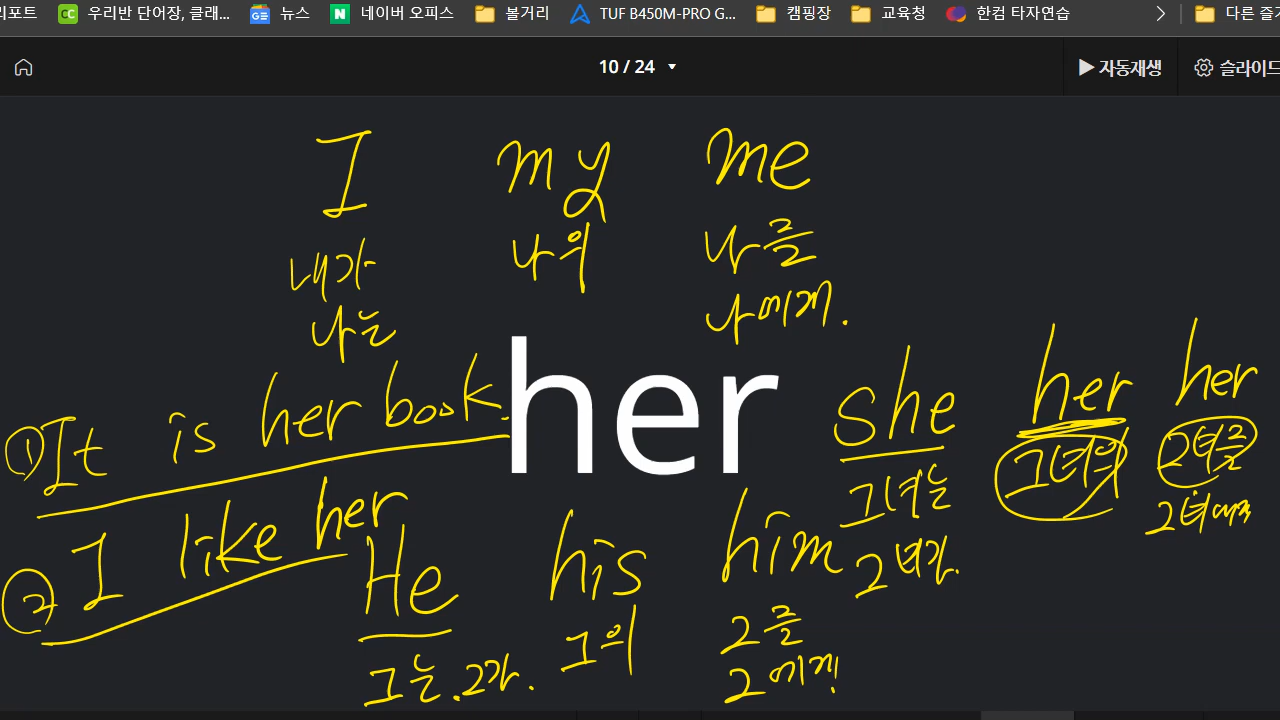 리포트 우리반 단어장, 클래... 뉴스 네이버 오피스 볼거리 TUF B450M-PRO G... 캠핑장 교육청 한컴 타자연습 다른 즐겨
10 / 24 자동재생 슬라이드
I my me
내가 나의 나를
나는 나에게.
her
① It is her book.
she her her
그녀는 그녀의 그녀를
그녀가. 그녀에게
② I like her
He his him
그는. 그가. 그의 그를
그에게!